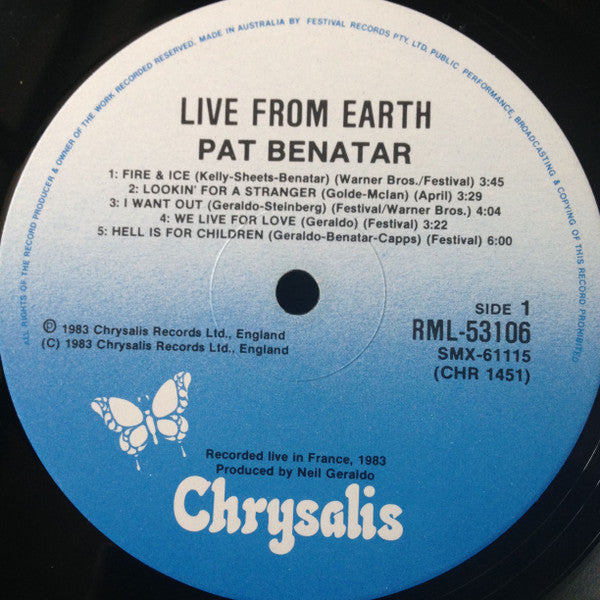 ALL RIGHTS OF THE RECORD PRODUCER & OWNER OF THE WORK RECORDED RESERVED. MADE IN AUSTRALIA BY FESTIVAL RECORDS PTY. LTD. PUBLIC PERFORMANCE, BROADCASTING & COPYING OF THIS RECORD PROHIBITED
LIVE FROM EARTH
PAT BENATAR
1: FIRE & ICE (Kelly-Sheets-Benatar) (Warner Bros./Festival) 3:45
2: LOOKIN' FOR A STRANGER (Golde-McIan) (April) 3:29
3: I WANT OUT (Geraldo-Steinberg) (Festival/Warner Bros.) 4:04
4: WE LIVE FOR LOVE (Geraldo) (Festival) 3:22
5: HELL IS FOR CHILDREN (Geraldo-Benatar-Capps) (Festival) 6:00
SIDE 1
RML-53106
SMX-61115
(CHR 1451)
Ⓟ 1983 Chrysalis Records Ltd., England
(C) 1983 Chrysalis Records Ltd., England
Recorded live in France, 1983
Produced by Neil Geraldo
Chrysalis